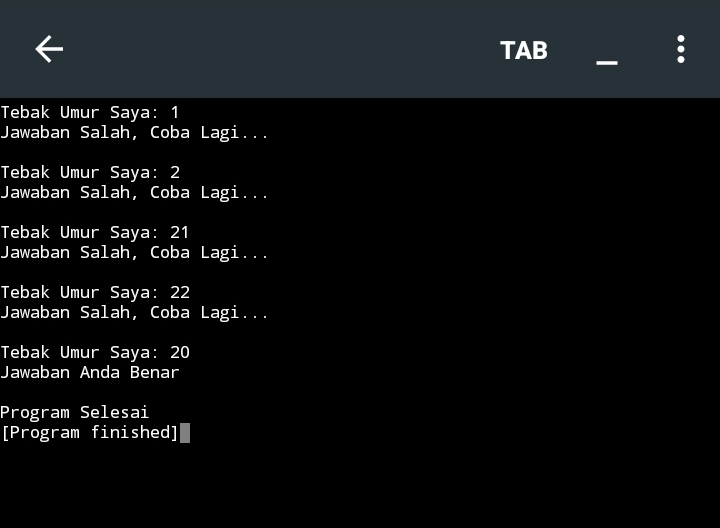 TAB
Tebak Umur Saya: 1
Jawaban Salah, Coba Lagi...
Tebak Umur Saya: 2
Jawaban Salah, Coba Lagi...
Tebak Umur Saya: 21
Jawaban Salah, Coba Lagi...
Tebak Umur Saya: 22
Jawaban Salah, Coba Lagi...
Tebak Umur Saya: 20
Jawaban Anda Benar
Program Selesai
[Program finished]